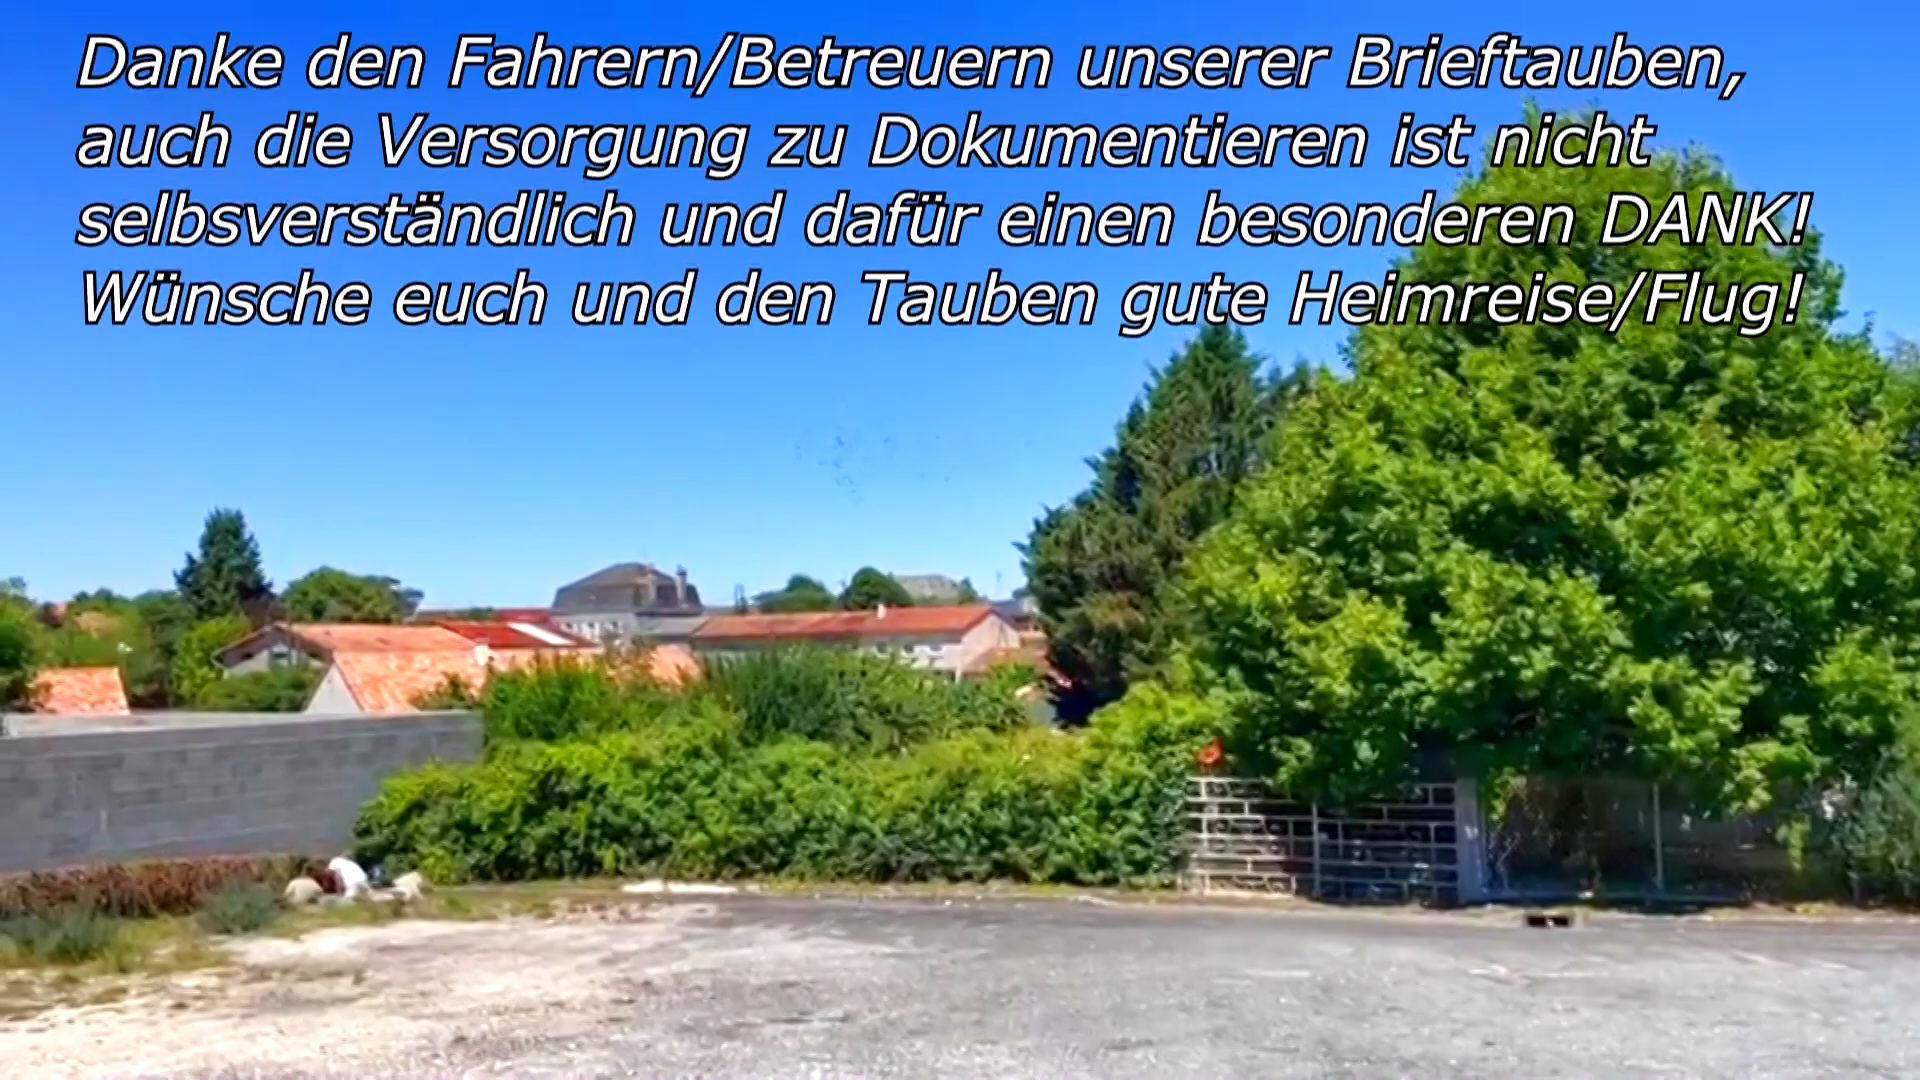 Danke den Fahrern/Betreuern unserer Brieftauben,
auch die Versorgung zu Dokumentieren ist nicht
selbsverständlich und dafür einen besonderen DANK!
Wünsche euch und den Tauben gute Heimreise/Flug!